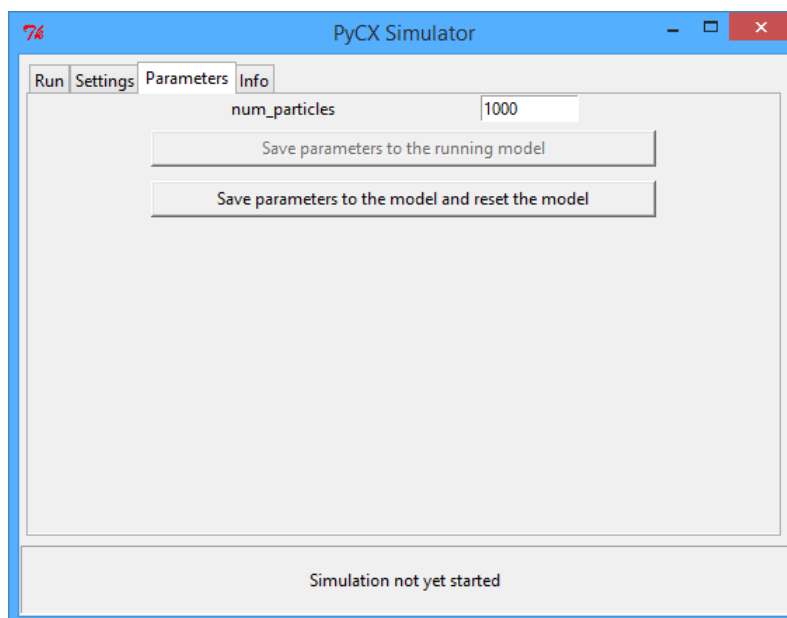 PyCX Simulator
Run Settings Parameters Info
num_particles 1000
Save parameters to the running model
Save parameters to the model and reset the model
Simulation not yet started